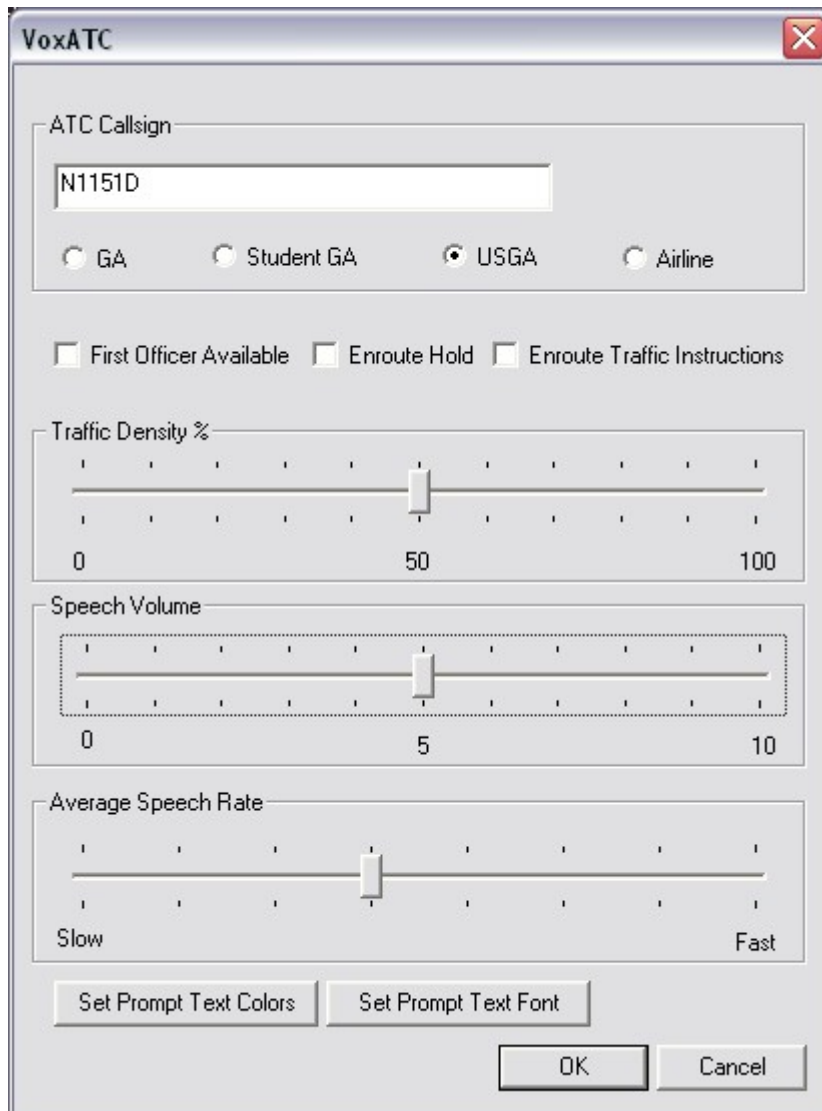 VoxATC
ATC Callsign
N1151D
GA Student GA USGA Airline
First Officer Available Enroute Hold Enroute Traffic Instructions
Traffic Density %
0 50 100
Speech Volume
0 5 10
Average Speech Rate
Slow Fast
Set Prompt Text Colors Set Prompt Text Font
OK Cancel